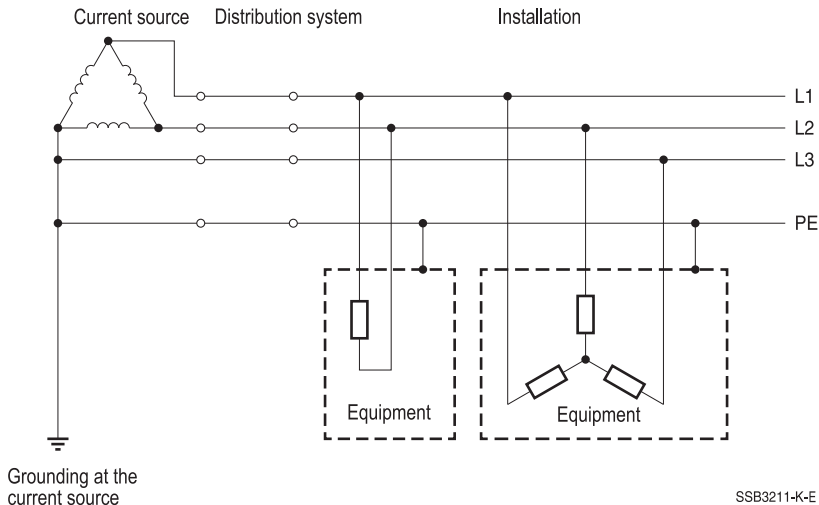 Current source
Distribution system
Installation
L1
L2
L3
PE
Equipment
Equipment
Grounding at the
current source
SSB3211-K-E